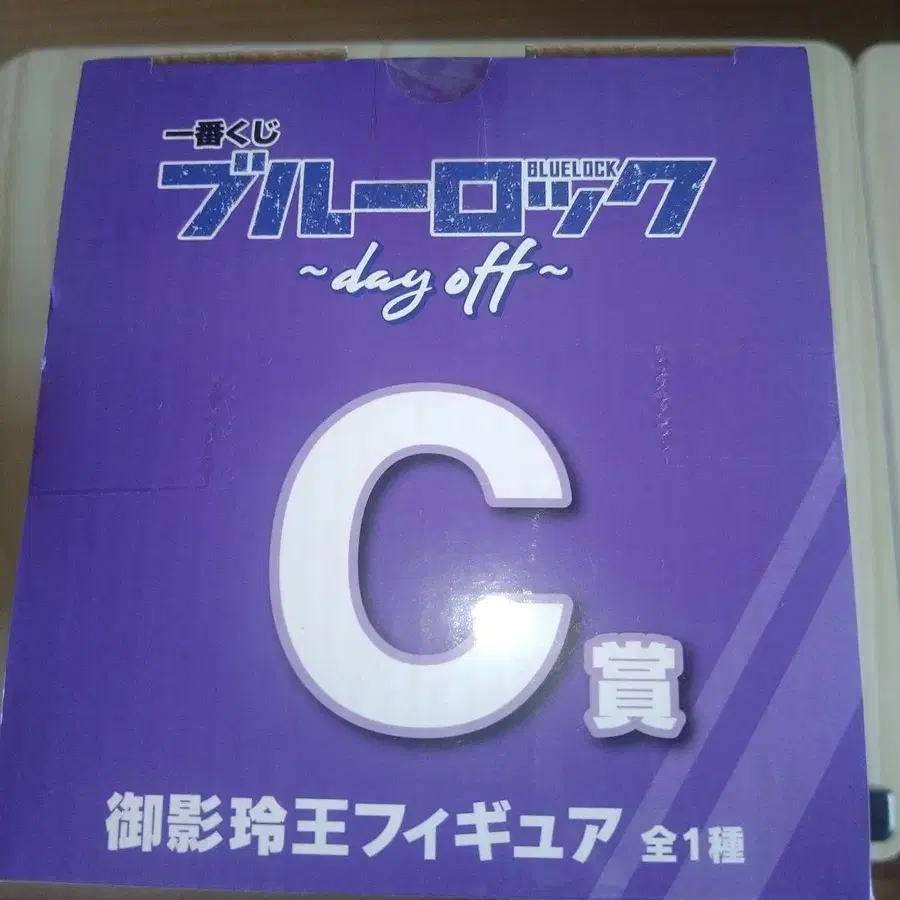 一番くじ
ブルーロック
BLUELOCK
~day off~
C賞
御影玲王フィギュア 全1種